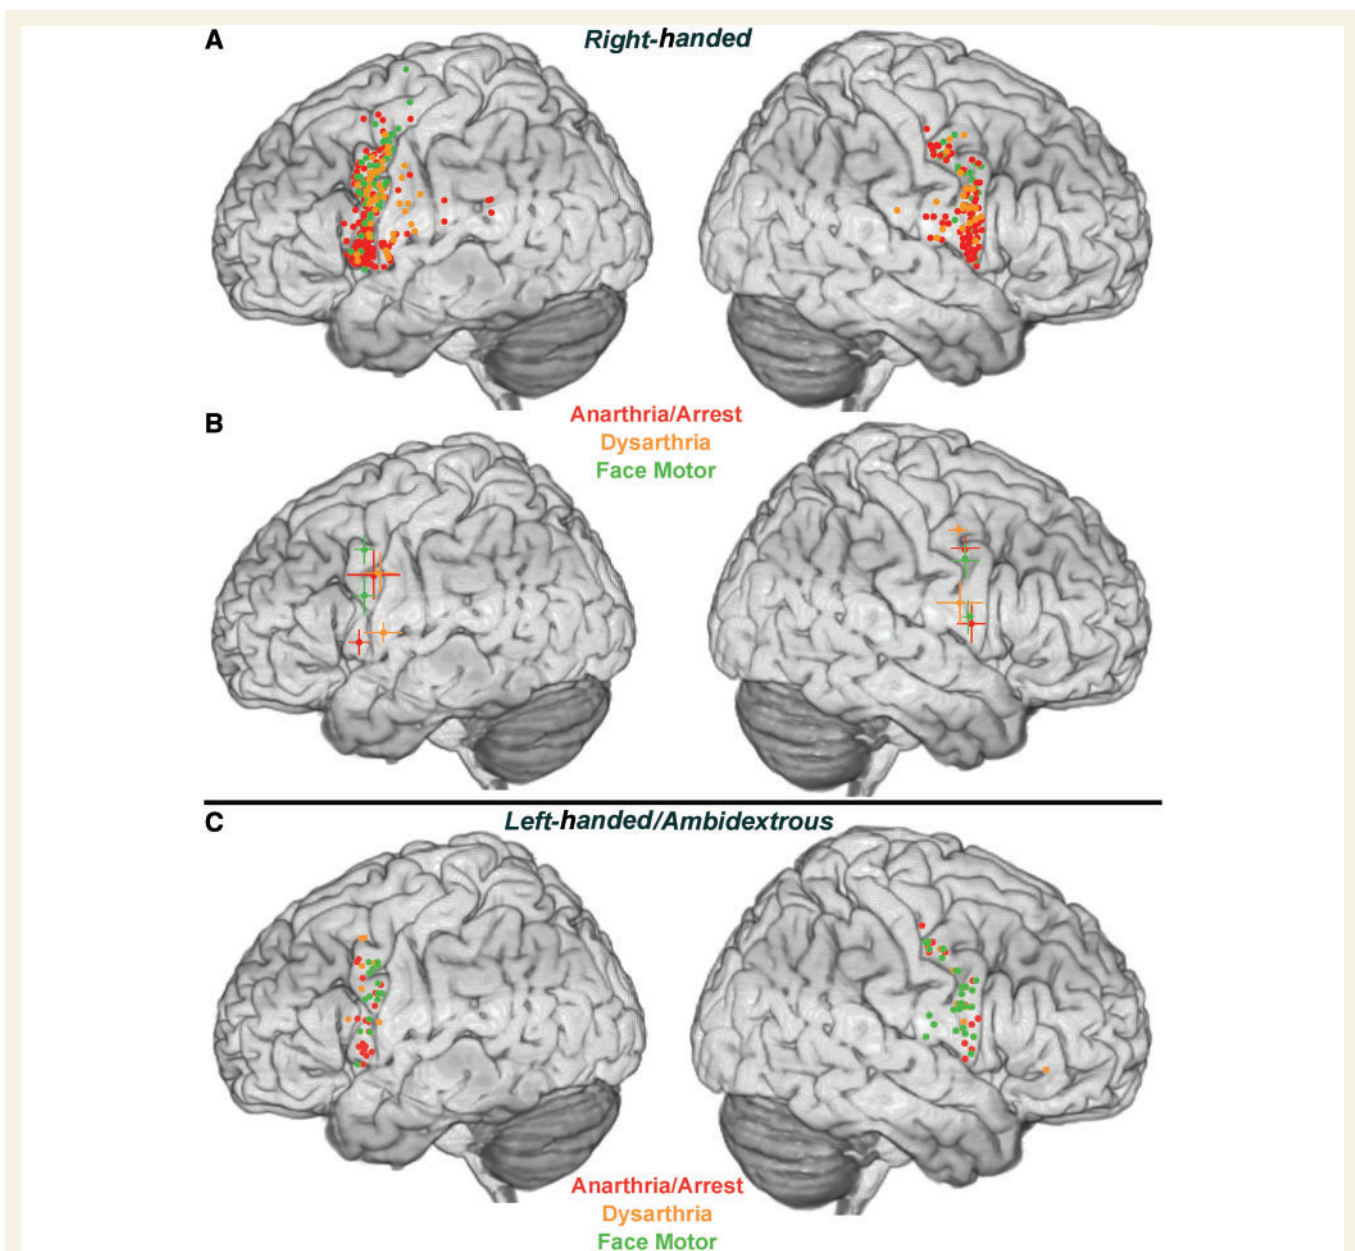 A
Right-handed
Anarthria/Arrest
Dysarthria
Face Motor
B
C
Left-handed/Ambidextrous
Anarthria/Arrest
Dysarthria
Face Motor